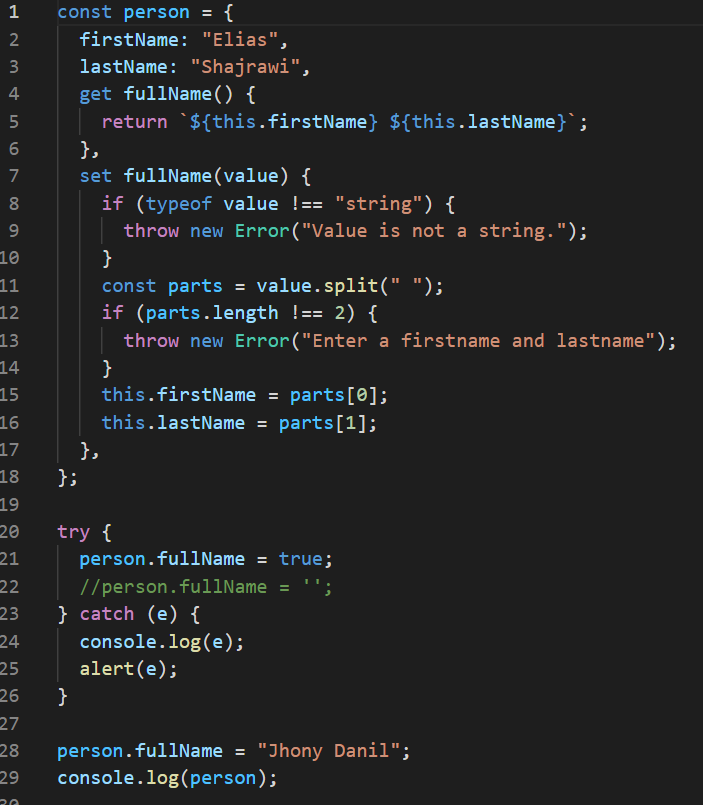 1 const person = {
2 firstName: "Elias",
3 lastName: "Shajrawi",
4 get fullName() {
5 return `${this.firstName} ${this.lastName}`;
6 },
7 set fullName(value) {
8 if (typeof value !== "string") {
9 throw new Error("Value is not a string.");
10 }
11 const parts = value.split(" ");
12 if (parts.length !== 2) {
13 throw new Error("Enter a firstname and lastname");
14 }
15 this.firstName = parts[0];
16 this.lastName = parts[1];
17 },
18 };
19
20 try {
21 person.fullName = true;
22 //person.fullName = '';
23 } catch (e) {
24 console.log(e);
25 alert(e);
26 }
27
28 person.fullName = "Jhony Danil";
29 console.log(person);
30